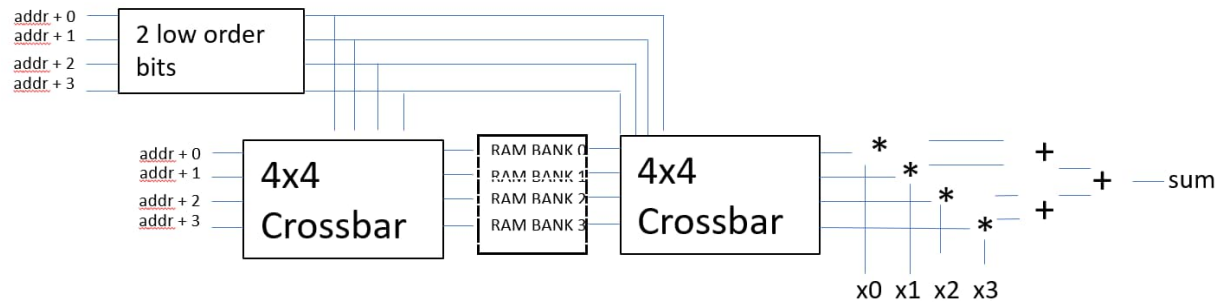 addr + 0
addr + 1
addr + 2
addr + 3
2 low order
bits
addr + 0
addr + 1
addr + 2
addr + 3
4x4
Crossbar
RAM BANK 0
RAM BANK 1
RAM BANK 2
RAM BANK 3
4x4
Crossbar
*
*
*
*
+
+
+
sum
x0 x1 x2 x3